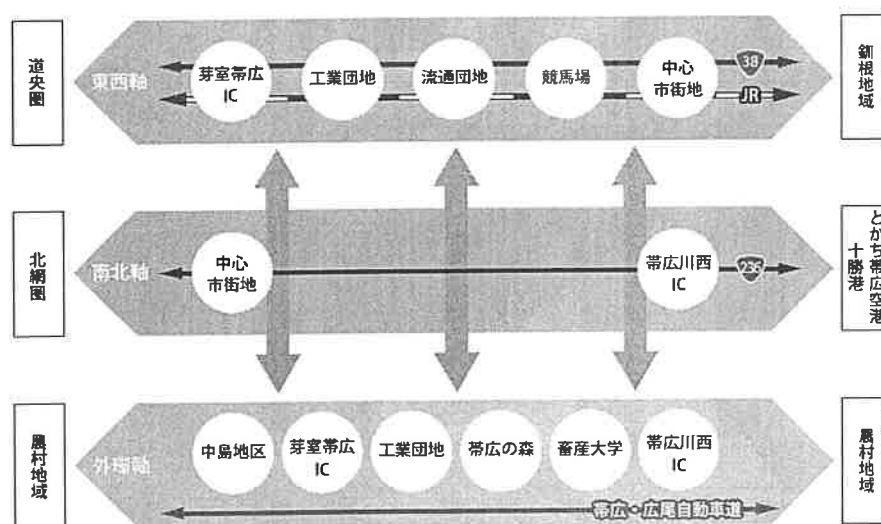 道央圏
東西軸
芽室帯広
IC
工業団地
流通団地
競馬場
中心
市街地
38
JR
釧根地域
北網圏
南北軸
中心
市街地
帯広川西
IC
236
とかち帯広空港
十勝港
農村地域
外環軸
中島地区
芽室帯広
IC
工業団地
帯広の森
畜産大学
帯広川西
IC
農村地域
帯広・広尾自動車道